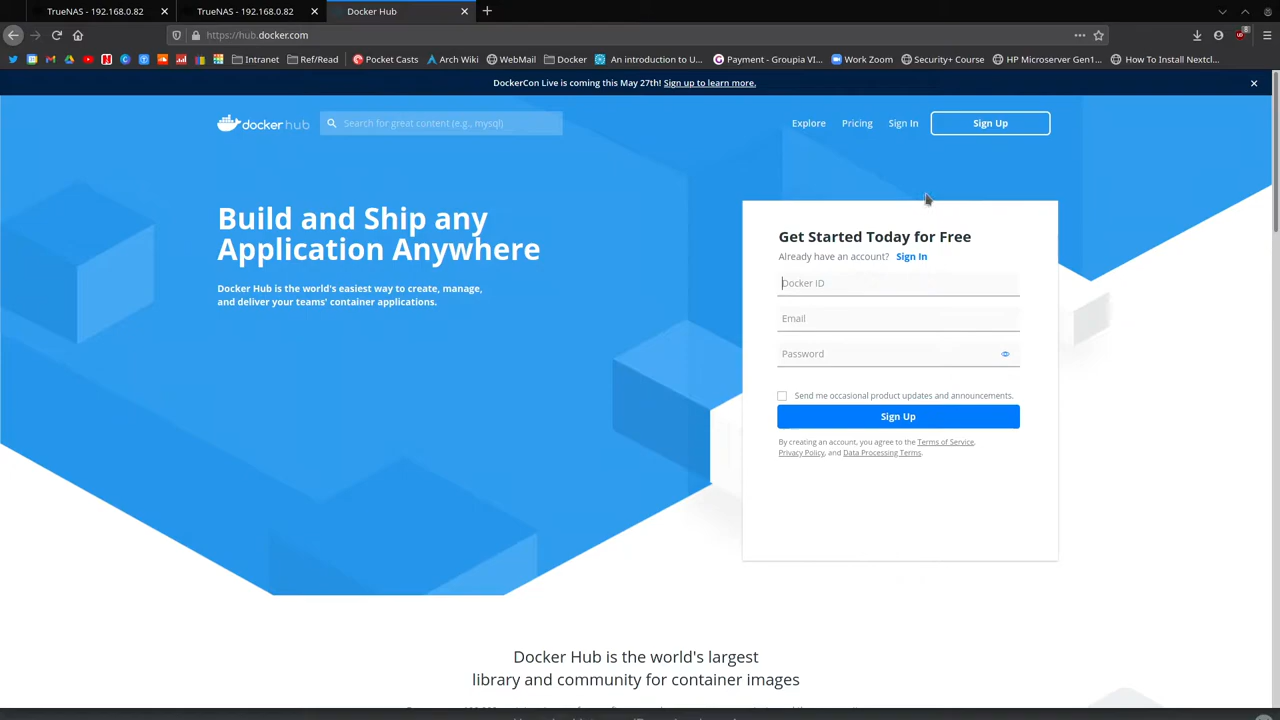 TrueNAS - 192.168.0.82
TrueNAS - 192.168.0.82
Docker Hub
https://hub.docker.com
Intranet
Ref/Read
Pocket Casts
Arch Wiki
WebMail
Docker
An introduction to U...
Payment - Groupia VI...
Work Zoom
Security+ Course
HP Microserver Gen1...
How To Install Nextcl...
DockerCon Live is coming this May 27th! Sign up to learn more.
docker hub
Search for great content (e.g., mysql)
Explore
Pricing
Sign In
Sign Up
Build and Ship any
Application Anywhere
Docker Hub is the world's easiest way to create, manage,
and deliver your teams' container applications.
Get Started Today for Free
Already have an account? Sign In
Docker ID
Email
Password
Send me occasional product updates and announcements.
Sign Up
By creating an account, you agree to the Terms of Service,
Privacy Policy, and Data Processing Terms.
Docker Hub is the world's largest
library and community for container images